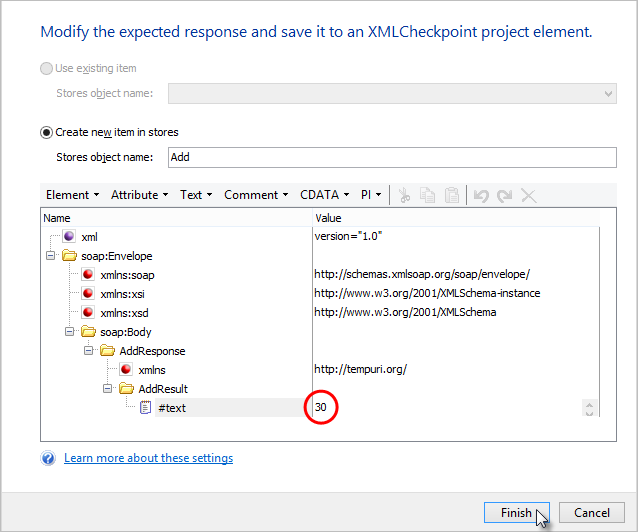 Modify the expected response and save it to an XMLCheckpoint project element.
Use existing item
Stores object name:
Create new item in stores
Stores object name: Add
Element Attribute Text Comment CDATA PI
Name Value
xml version="1.0"
soap:Envelope
xmlns:soap http://schemas.xmlsoap.org/soap/envelope/
xmlns:xsi http://www.w3.org/2001/XMLSchema-instance
xmlns:xsd http://www.w3.org/2001/XMLSchema
soap:Body
AddResponse
xmlns http://tempuri.org/
AddResult
#text 30
Learn more about these settings
Finish Cancel